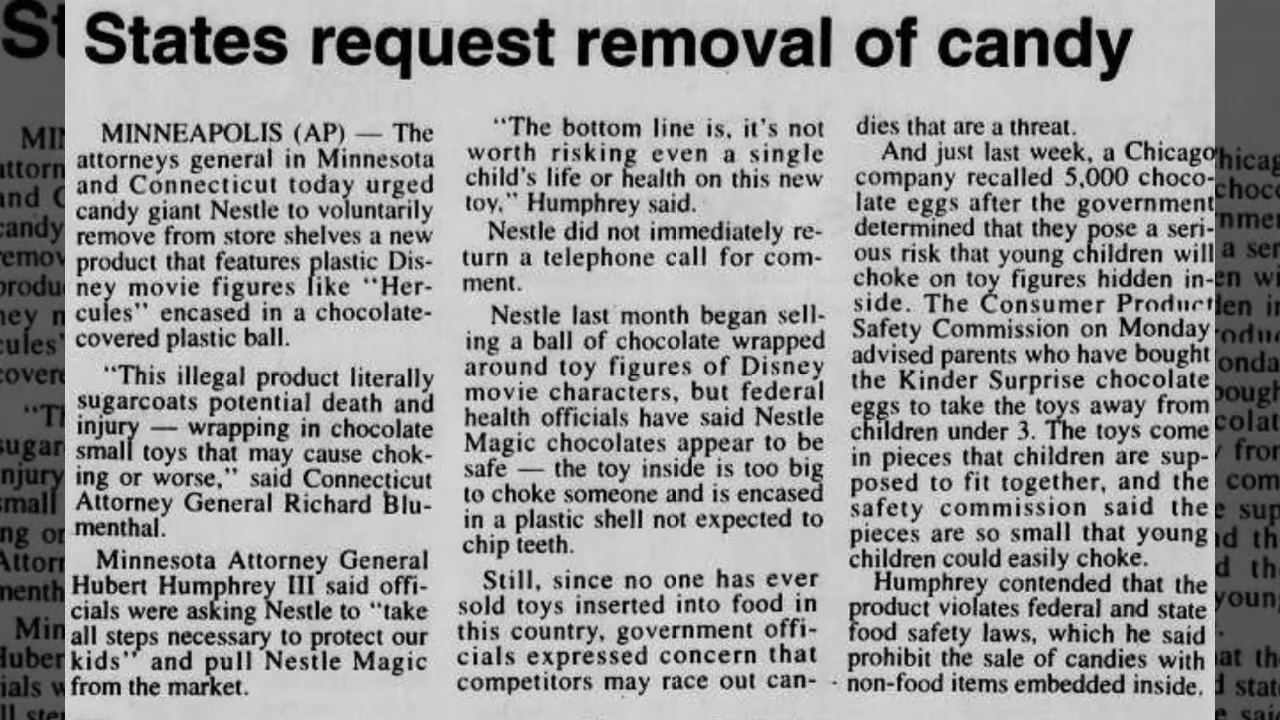 States request removal of candy
MINNEAPOLIS (AP) — The
attorneys general in Minnesota
and Connecticut today urged
candy giant Nestle to voluntarily
remove from store shelves a new
product that features plastic Dis-
ney movie figures like "Her-
cules" encased in a chocolate-
covered plastic ball.
"This illegal product literally
sugarcoats potential death and
injury — wrapping in chocolate
small toys that may cause chok-
ing or worse," said Connecticut
Attorney General Richard Blu-
menthal.
Minnesota Attorney General
Hubert Humphrey III said offi-
cials were asking Nestle to "take
all steps necessary to protect our
kids" and pull Nestle Magic
from the market.
"The bottom line is, it's not
worth risking even a single
child's life or health on this new
toy," Humphrey said.
Nestle did not immediately re-
turn a telephone call for com-
ment.
Nestle last month began sell-
ing a ball of chocolate wrapped
around toy figures of Disney
movie characters, but federal
health officials have said Nestle
Magic chocolates appear to be
safe — the toy inside is too big
to choke someone and is encased
in a plastic shell not expected to
chip teeth.
Still, since no one has ever
sold toys inserted into food in
this country, government offi-
cials expressed concern that
competitors may race out can-
dies that are a threat.
And just last week, a Chicago
company recalled 5,000 choco-
late eggs after the government
determined that they pose a seri-
ous risk that young children will
choke on toy figures hidden in-
side. The Consumer Product
Safety Commission on Monday
advised parents who have bought
the Kinder Surprise chocolate
eggs to take the toys away from
children under 3. The toys come
in pieces that children are sup-
posed to fit together, and the
safety commission said the
pieces are so small that young
children could easily choke.
Humphrey contended that the
product violates federal and state
food safety laws, which he said
prohibit the sale of candies with
non-food items embedded inside.